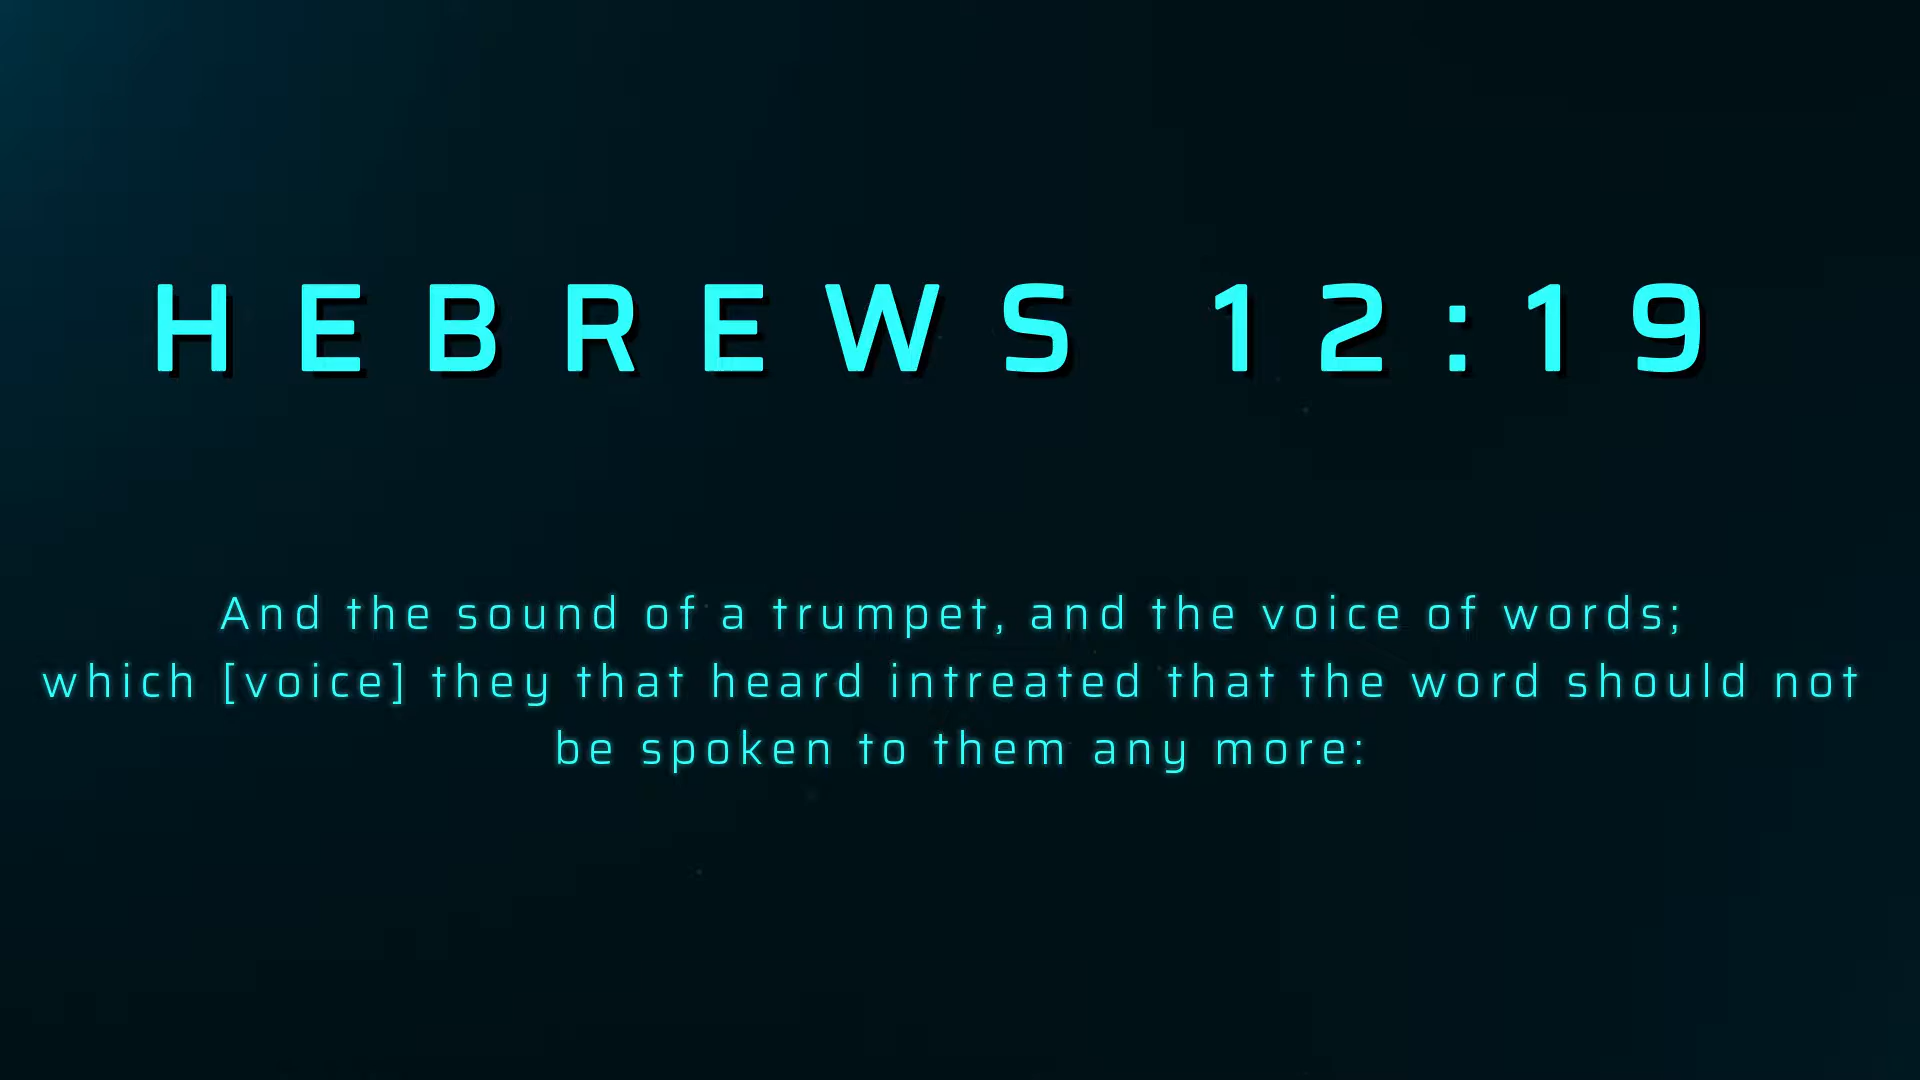 HEBREWS 12:19
And the sound of a trumpet, and the voice of words;
which [voice] they that heard intreated that the word should not
be spoken to them any more: